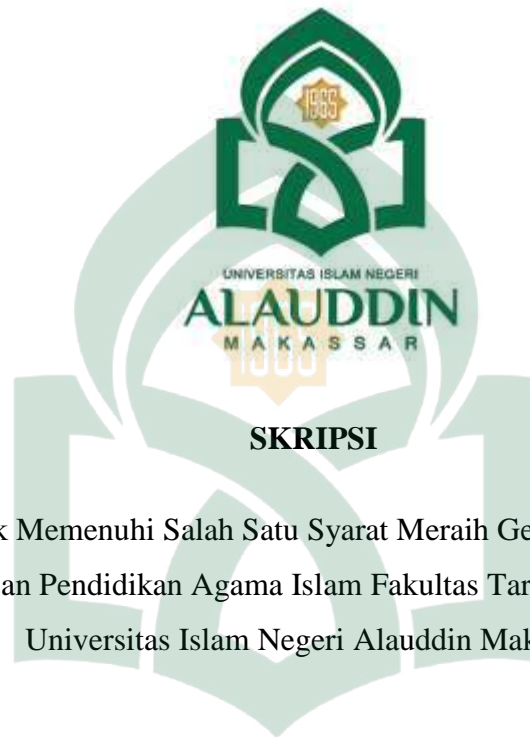 1965
UNIVERSITAS ISLAM NEGERI
ALAUDDIN
MAKASSAR
1965
SKRIPSI
Memenuhi Salah Satu Syarat Meraih
Pendidikan Agama Islam Fakultas
Universitas Islam Negeri Alauddin